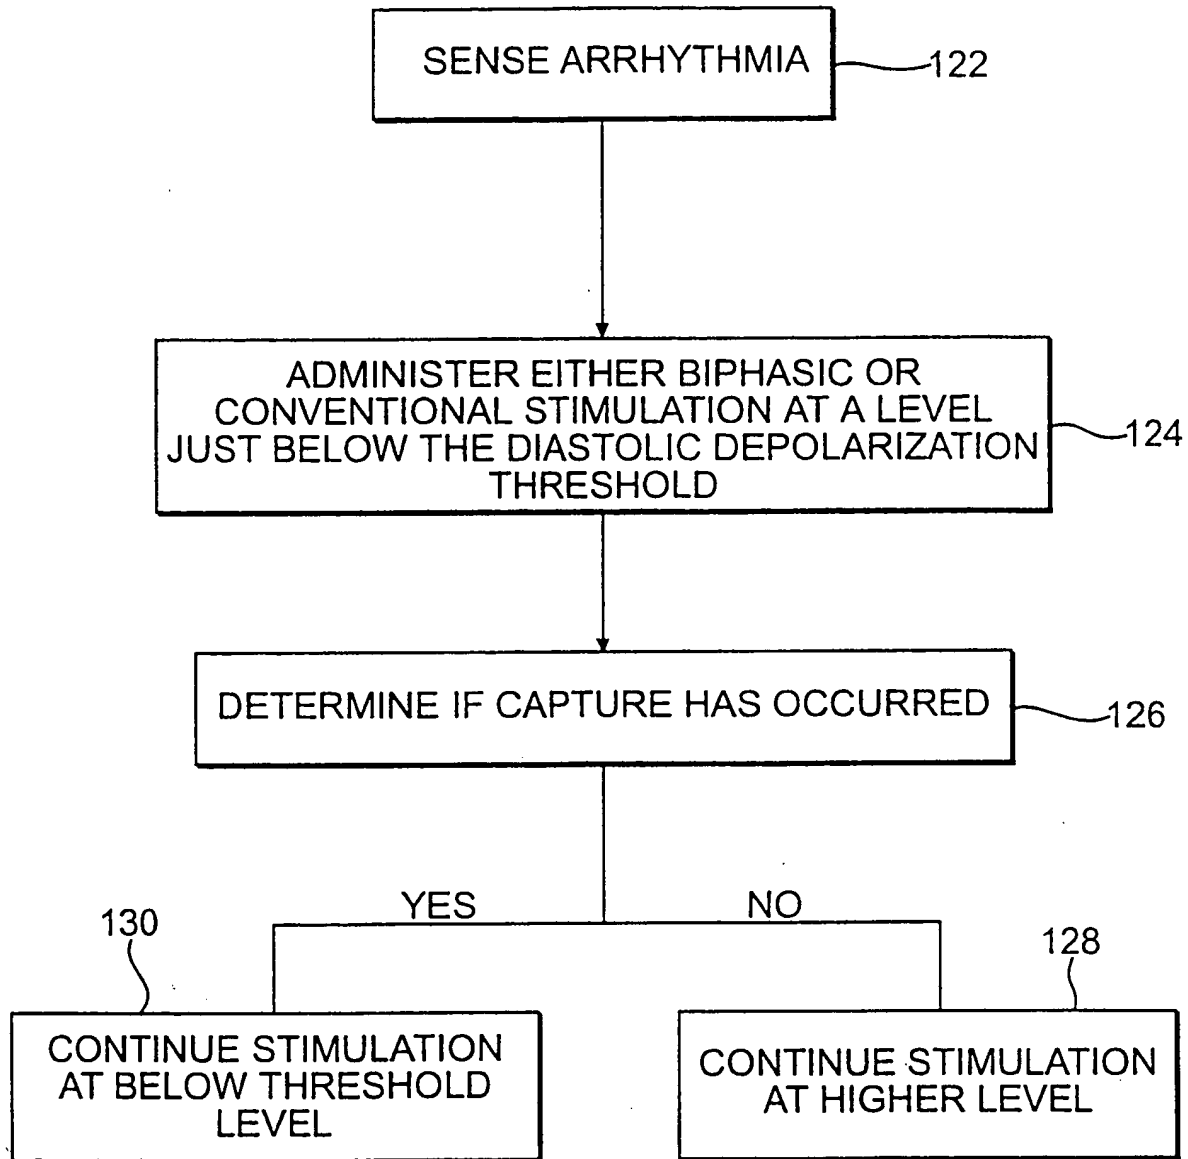 SENSE ARRHYTHMIA
122
ADMINISTER EITHER BIPHASIC OR
CONVENTIONAL STIMULATION AT A LEVEL
JUST BELOW THE DIASTOLIC DEPOLARIZATION
THRESHOLD
124
DETERMINE IF CAPTURE HAS OCCURRED
126
YES
NO
130
128
CONTINUE STIMULATION
AT BELOW THRESHOLD
LEVEL
CONTINUE STIMULATION
AT HIGHER LEVEL